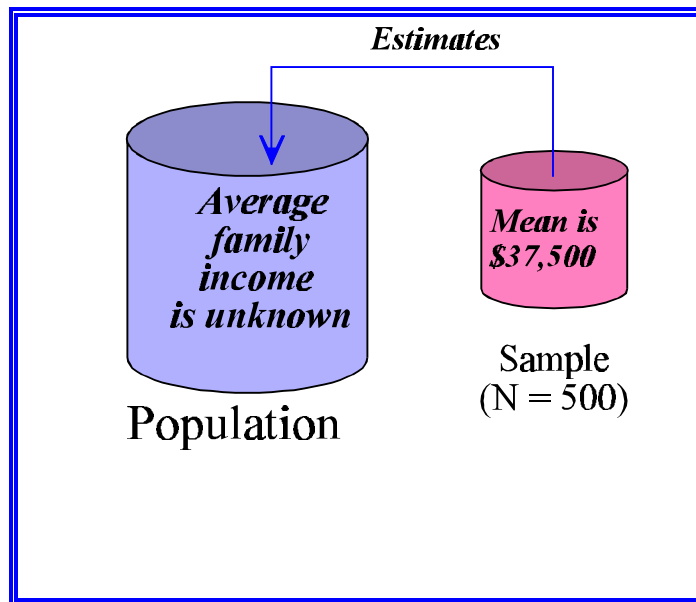 Estimates
Average
family
income
is unknown
Mean is
$37,500
Sample
(N = 500)
Population